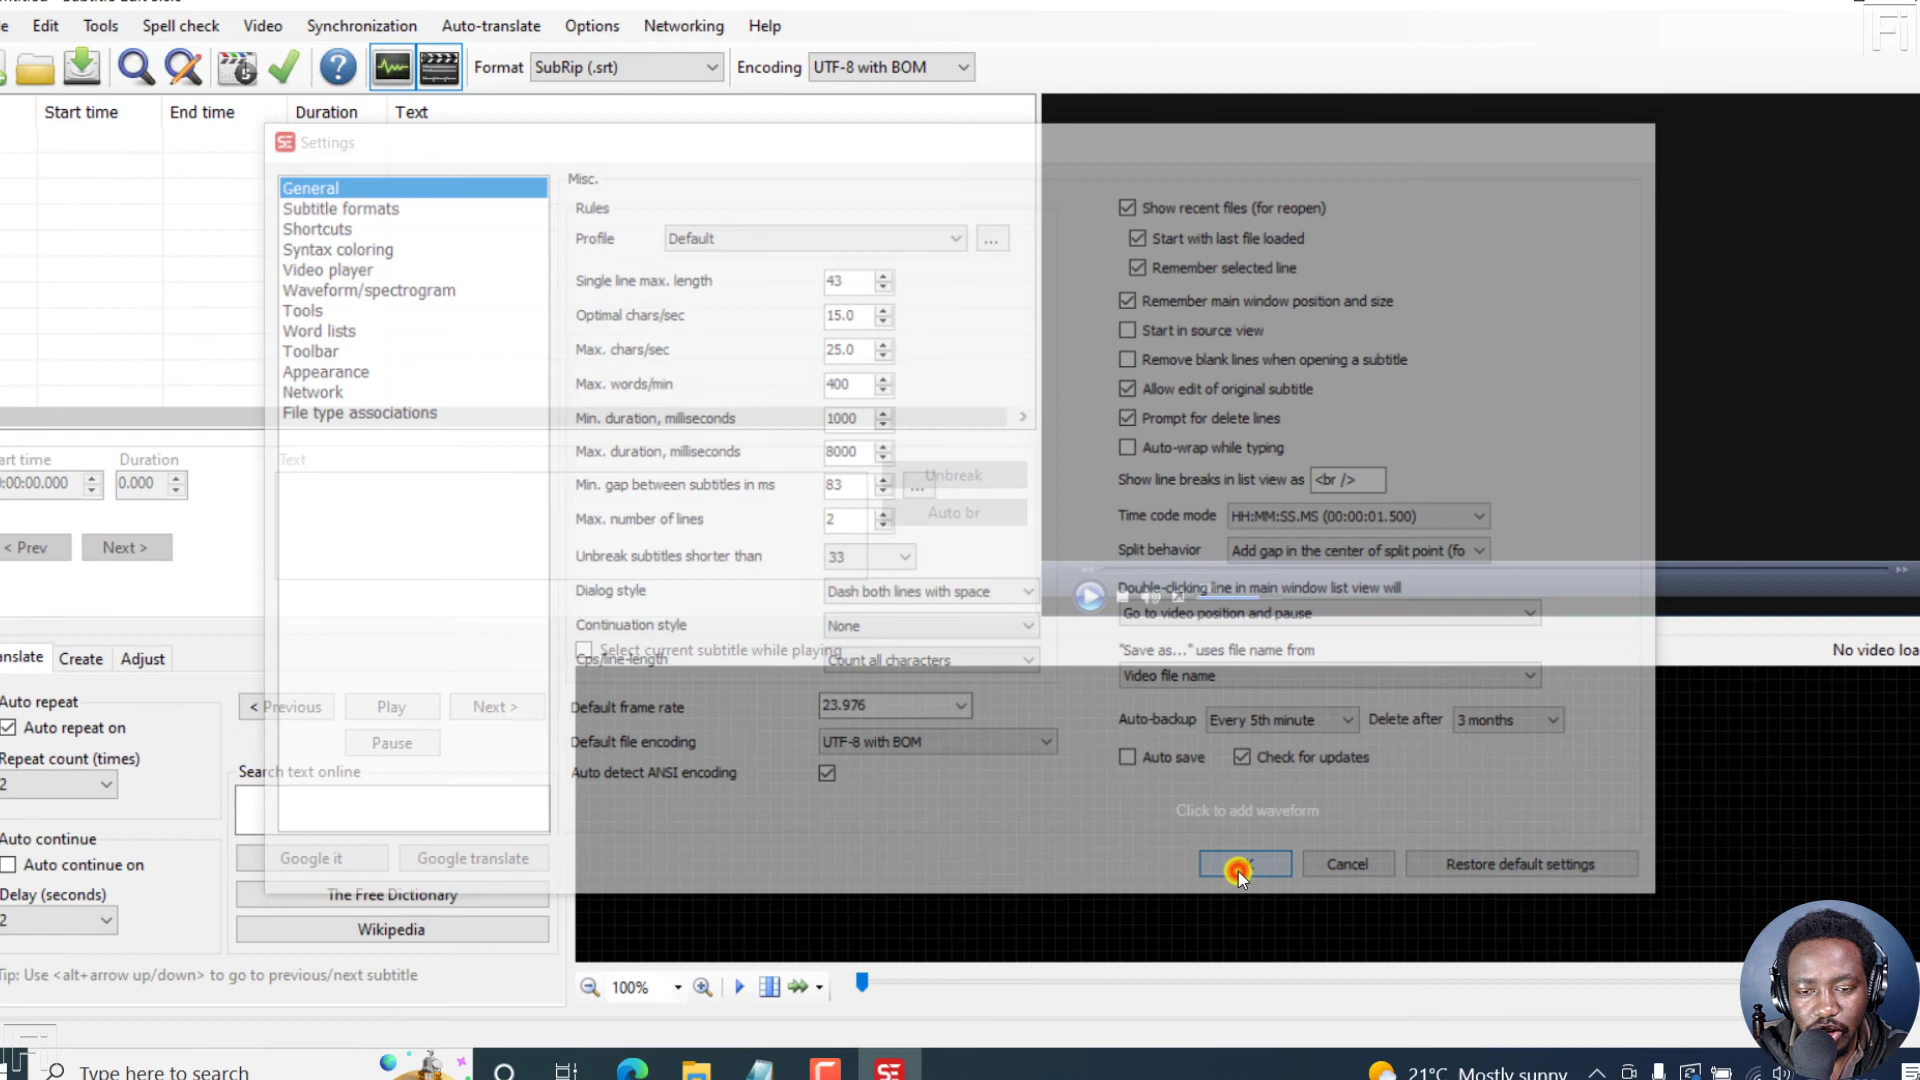 Edit Tools Spell check Video Synchronization Auto-translate Options Networking Help
Format SubRip (.srt) Encoding UTF-8 with BOM
Start time End time Duration Text
SE Settings
General
Subtitle formats
Shortcuts
Syntax coloring
Video player
Waveform/spectrogram
Tools
Word lists
Toolbar
Appearance
Network
File type associations
Misc.
Rules
Profile Default ...
Single line max. length 43
Optimal chars/sec 15.0
Max. chars/sec 25.0
Max. words/min 400
Min. duration, milliseconds 1000
Max. duration, milliseconds 8000
Min. gap between subtitles in ms 83 ...
Max. number of lines 2
Unbreak subtitles shorter than 33
Dialog style Dash both lines with space
Continuation style None
Cps/line-length Count all characters
Default frame rate 23.976
Default file encoding UTF-8 with BOM
Auto detect ANSI encoding
Show recent files (for reopen)
Start with last file loaded
Remember selected line
Remember main window position and size
Start in source view
Remove blank lines when opening a subtitle
Allow edit of original subtitle
Prompt for delete lines
Auto-wrap while typing
Show line breaks in list view as <br />
Time code mode HH:MM:SS.MS (00:00:01.500)
Split behavior Add gap in the center of split point (fo
Double-clicking line in main window list view will
Go to video position and pause
"Save as..." uses file name from
Video file name
Auto-backup Every 5th minute Delete after 3 months
Auto save Check for updates
Click to add waveform
Cancel Restore default settings
art time Duration Text
:00:00.000 0.000
Unbreak
Auto br
< Prev Next >
Select current subtitle while playing
No video loa
anslate Create Adjust
Auto repeat
Auto repeat on
Repeat count (times)
2
Auto continue
Auto continue on
Delay (seconds)
2
< Previous Play Next >
Pause
Search text online
Google it Google translate
The Free Dictionary
Wikipedia
Tip: Use <alt+arrow up/down> to go to previous/next subtitle
100%
Type here to search
SE
21°C Mostly sunny